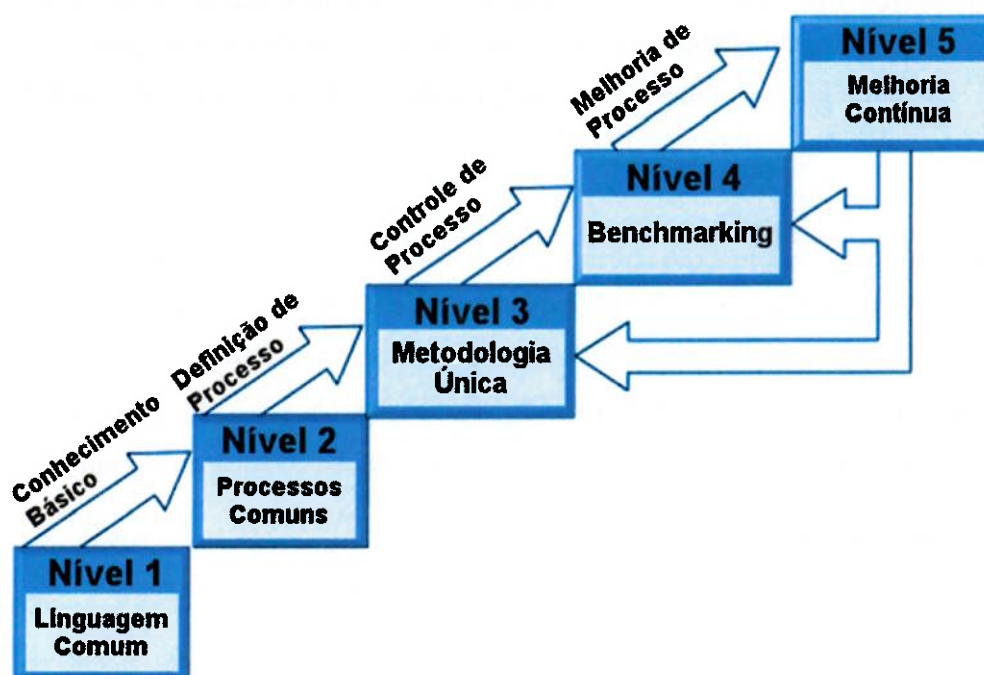 Nível 5
Melhoria
Contínua
Melhoria de
Processo
Nível 4
Benchmarking
Controle de
Processo
Nível 3
Metodologia
Única
Definição de
Processo
Nível 2
Processos
Comuns
Conhecimento
Básico
Nível 1
Linguagem
Comum